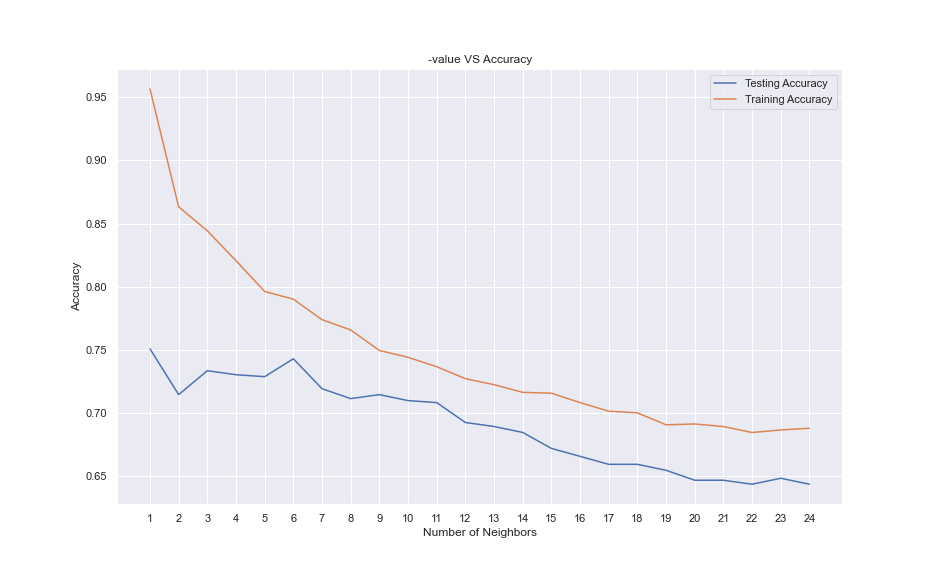 -value VS Accuracy
Testing Accuracy
Training Accuracy
0.95
0.90
0.85
0.80
0.75
0.70
0.65
Accuracy
1 2 3 4 5 6 7 8 9 10 11 12 13 14 15 16 17 18 19 20 21 22 23 24
Number of Neighbors